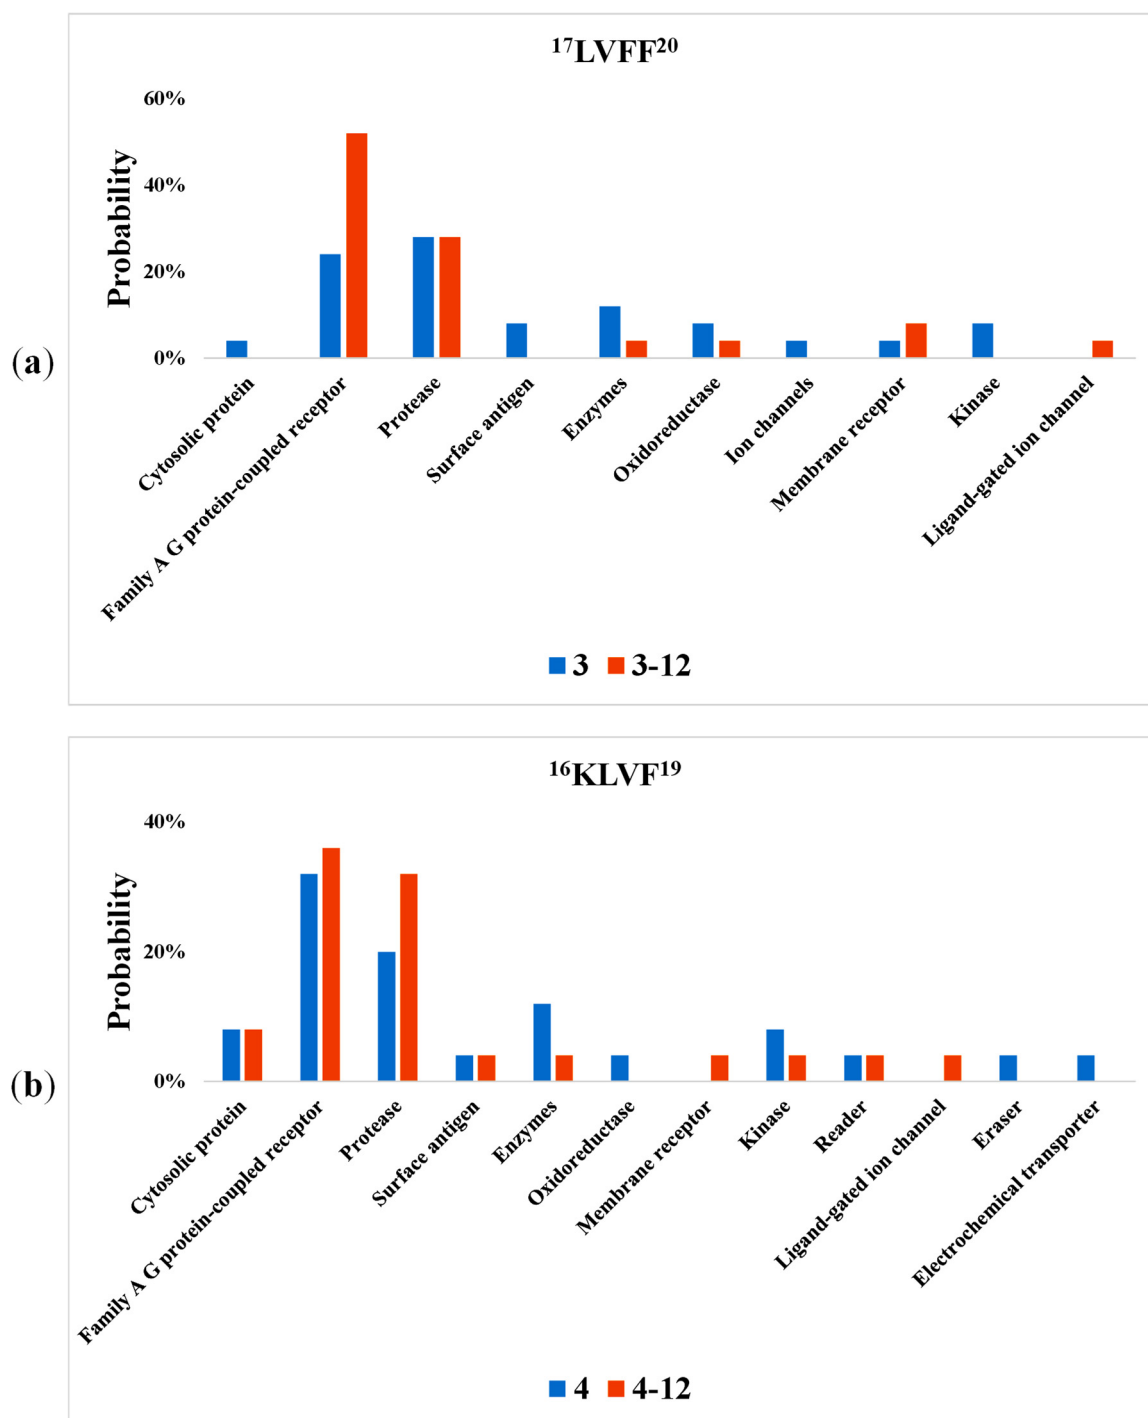 ¹⁷LVFF²⁰
60%
40%
20%
0%
Probability
(a)
Cytosolic protein
Family A G protein-coupled receptor
Protease
Surface antigen
Enzymes
Oxidoreductase
Ion channels
Membrane receptor
Kinase
Ligand-gated ion channel
3 3-12
¹⁶KLVF¹⁹
40%
20%
0%
Probability
(b)
Cytosolic protein
Family A G protein-coupled receptor
Protease
Surface antigen
Enzymes
Oxidoreductase
Membrane receptor
Kinase
Reader
Ligand-gated ion channel
Eraser
Electrochemical transporter
4 4-12